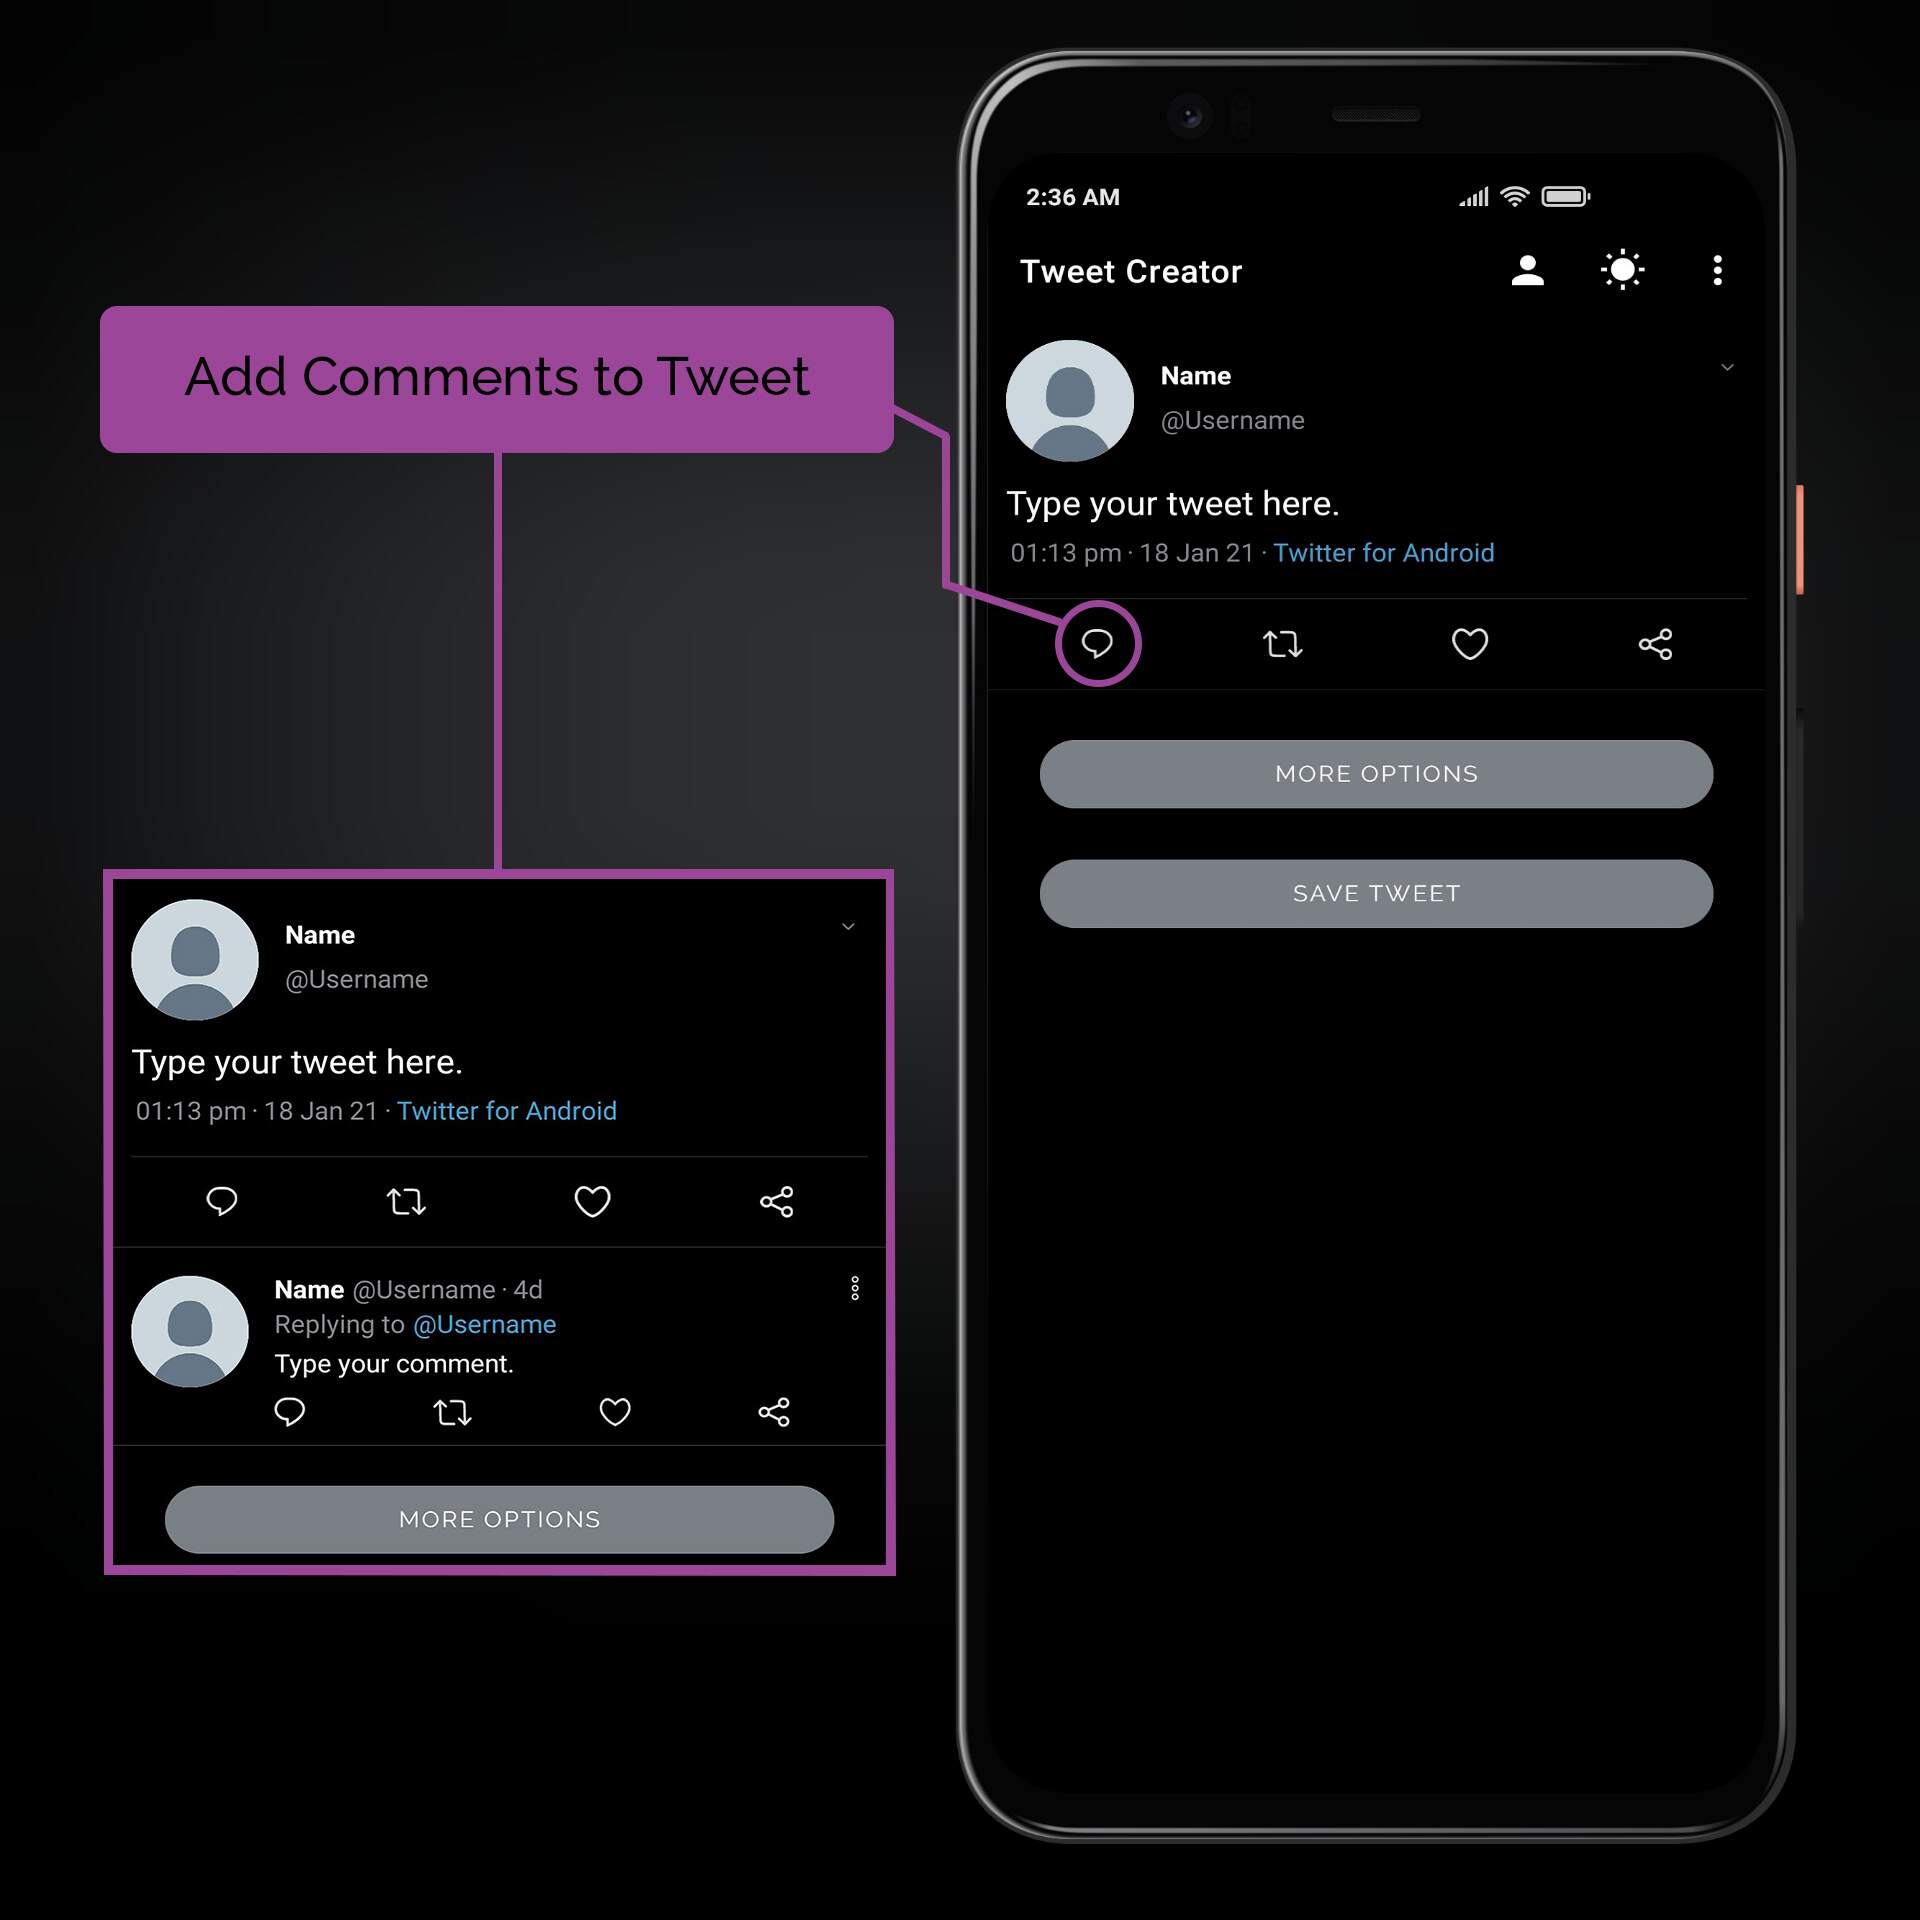 Add Comments to Tweet
Name
@Username
Type your tweet here.
01:13 pm · 18 Jan 21 · Twitter for Android
Name @Username · 4d
Replying to @Username
Type your comment.
MORE OPTIONS
2:36 AM
Tweet Creator
Name
@Username
Type your tweet here.
01:13 pm · 18 Jan 21 · Twitter for Android
MORE OPTIONS
SAVE TWEET